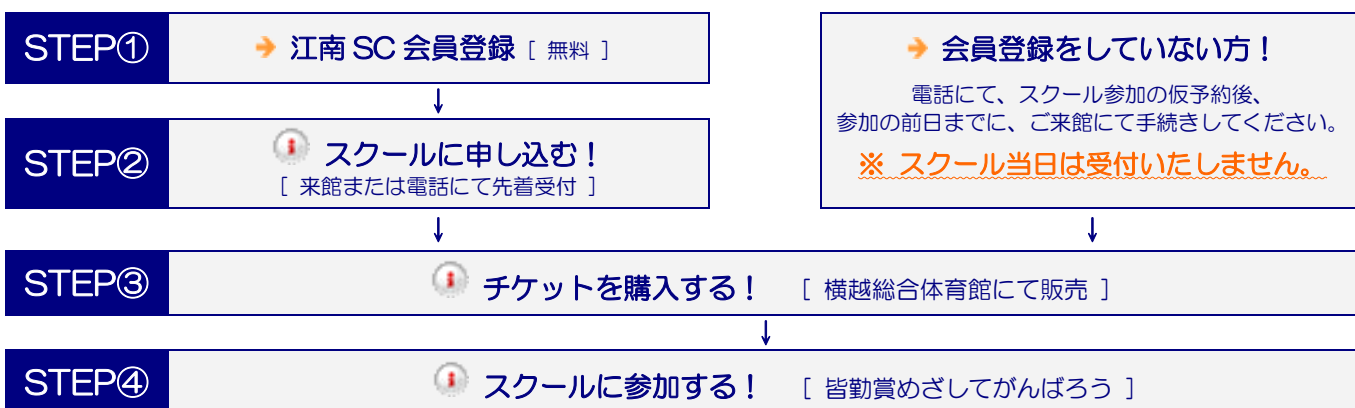 STEP① 江南 SC 会員登録 [ 無料 ]
STEP② スクールに申し込む!
[ 来館または電話にて先着受付 ]
会員登録をしていない方!
電話にて、スクール参加の仮予約後、
参加の前日までに、ご来館にて手続きしてください。
※ スクール当日は受付いたしません。
STEP③ チケットを購入する! [ 横越総合体育館にて販売 ]
STEP④ スクールに参加する! [ 皆勤賞めざしてがんばろう ]